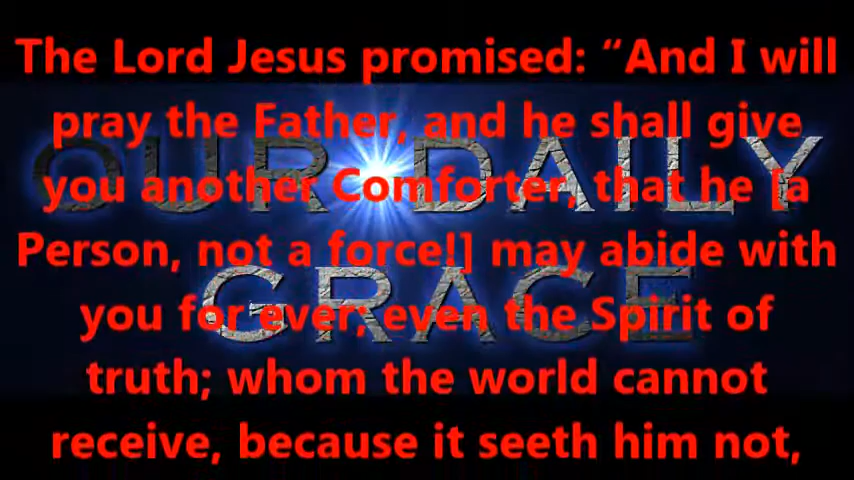 The Lord Jesus promised: “And I will
pray the Father, and he shall give
OUR DAILY
you another Comforter, that he [a
Person, not a force!] may abide with
GRACE
you for ever; even the Spirit of
truth; whom the world cannot
receive, because it seeth him not,